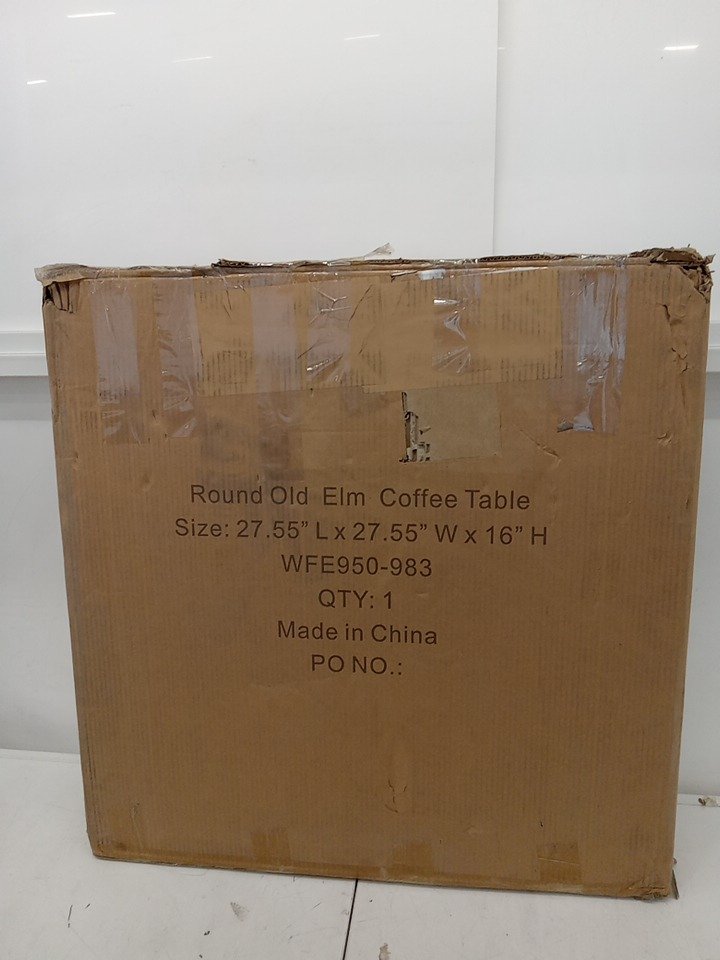 Round Old Elm Coffee Table
Size: 27.55” L x 27.55” W x 16” H
WFE950-983
QTY: 1
Made in China
PO NO.: